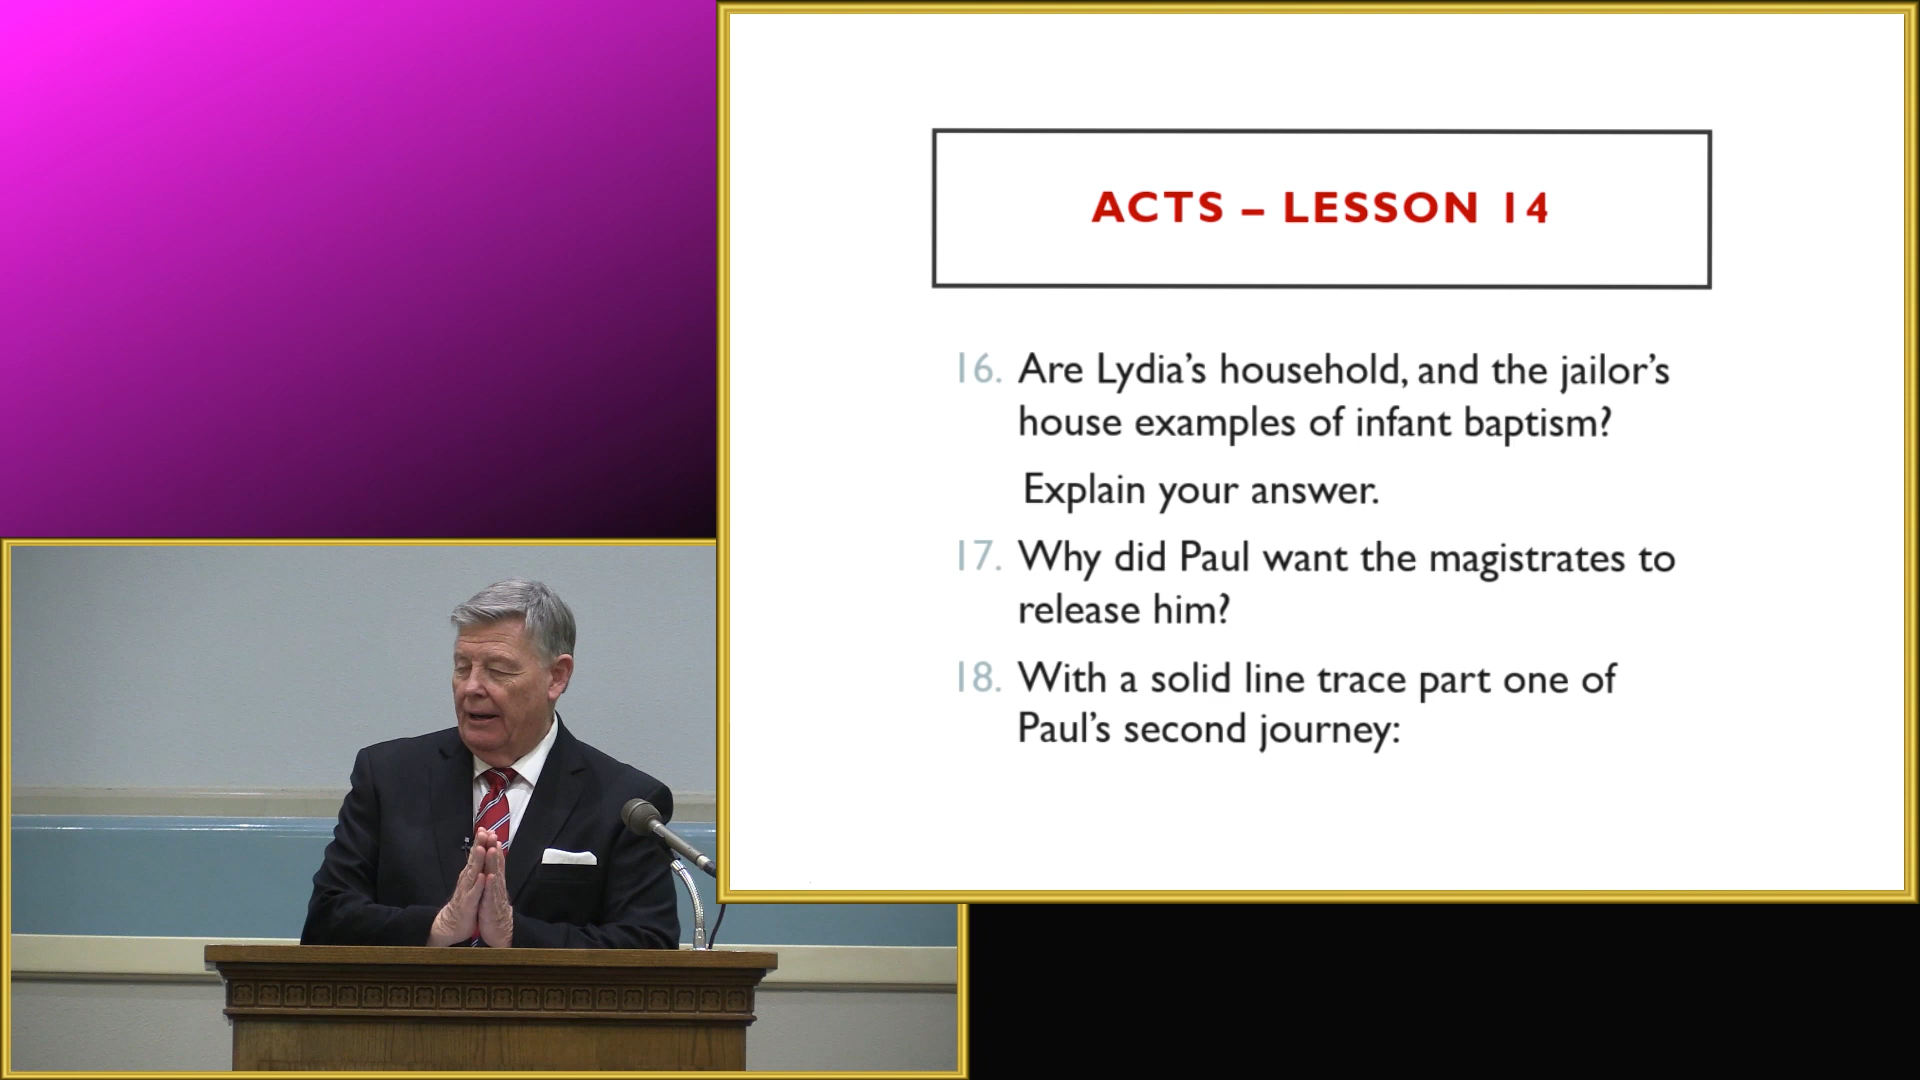 ACTS – LESSON 14
16. Are Lydia's household, and the jailor's
house examples of infant baptism?
Explain your answer.
17. Why did Paul want the magistrates to
release him?
18. With a solid line trace part one of
Paul's second journey: